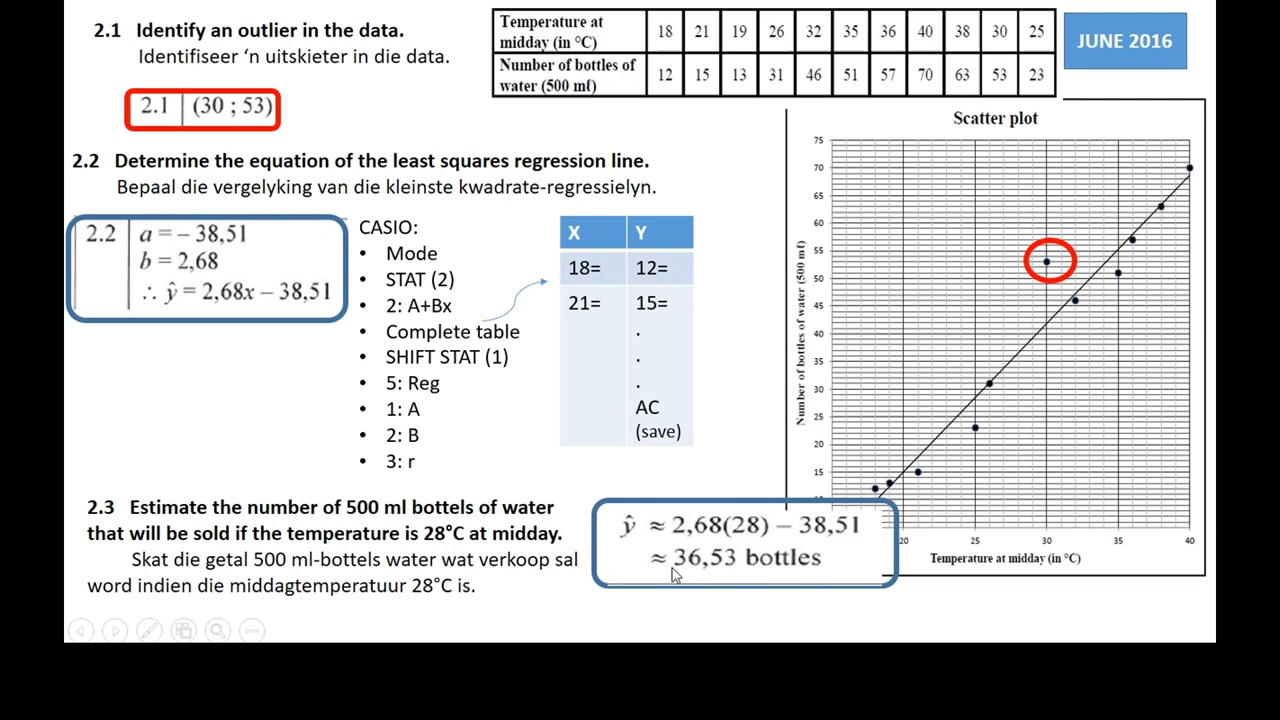 2.1 Identify an outlier in the data.
Identifiseer ‘n uitskieter in die data.
2.1 (30 ; 53)
Temperature at midday (in °C) 18 21 19 26 32 35 36 40 38 30 25
Number of bottles of water (500 mℓ) 12 15 13 31 46 51 57 70 63 53 23
JUNE 2016
2.2 Determine the equation of the least squares regression line.
Bepaal die vergelyking van die kleinste kwadrate-regressielyn.
2.2 a = – 38,51
b = 2,68
∴ ŷ = 2,68x – 38,51
CASIO:
• Mode
• STAT (2)
• 2: A+Bx
• Complete table
• SHIFT STAT (1)
• 5: Reg
• 1: A
• 2: B
• 3: r
X Y
18= 12=
21= 15=
.
.
.
AC
(save)
Scatter plot
75
70
65
60
55
50
45
40
35
30
25
20
15
Number of bottles of water (500 mℓ)
20 25 30 35 40
Temperature at midday (in °C)
2.3 Estimate the number of 500 ml bottels of water
that will be sold if the temperature is 28°C at midday.
Skat die getal 500 ml-bottels water wat verkoop sal
word indien die middagtemperatuur 28°C is.
ŷ ≈ 2,68(28) – 38,51
≈ 36,53 bottles